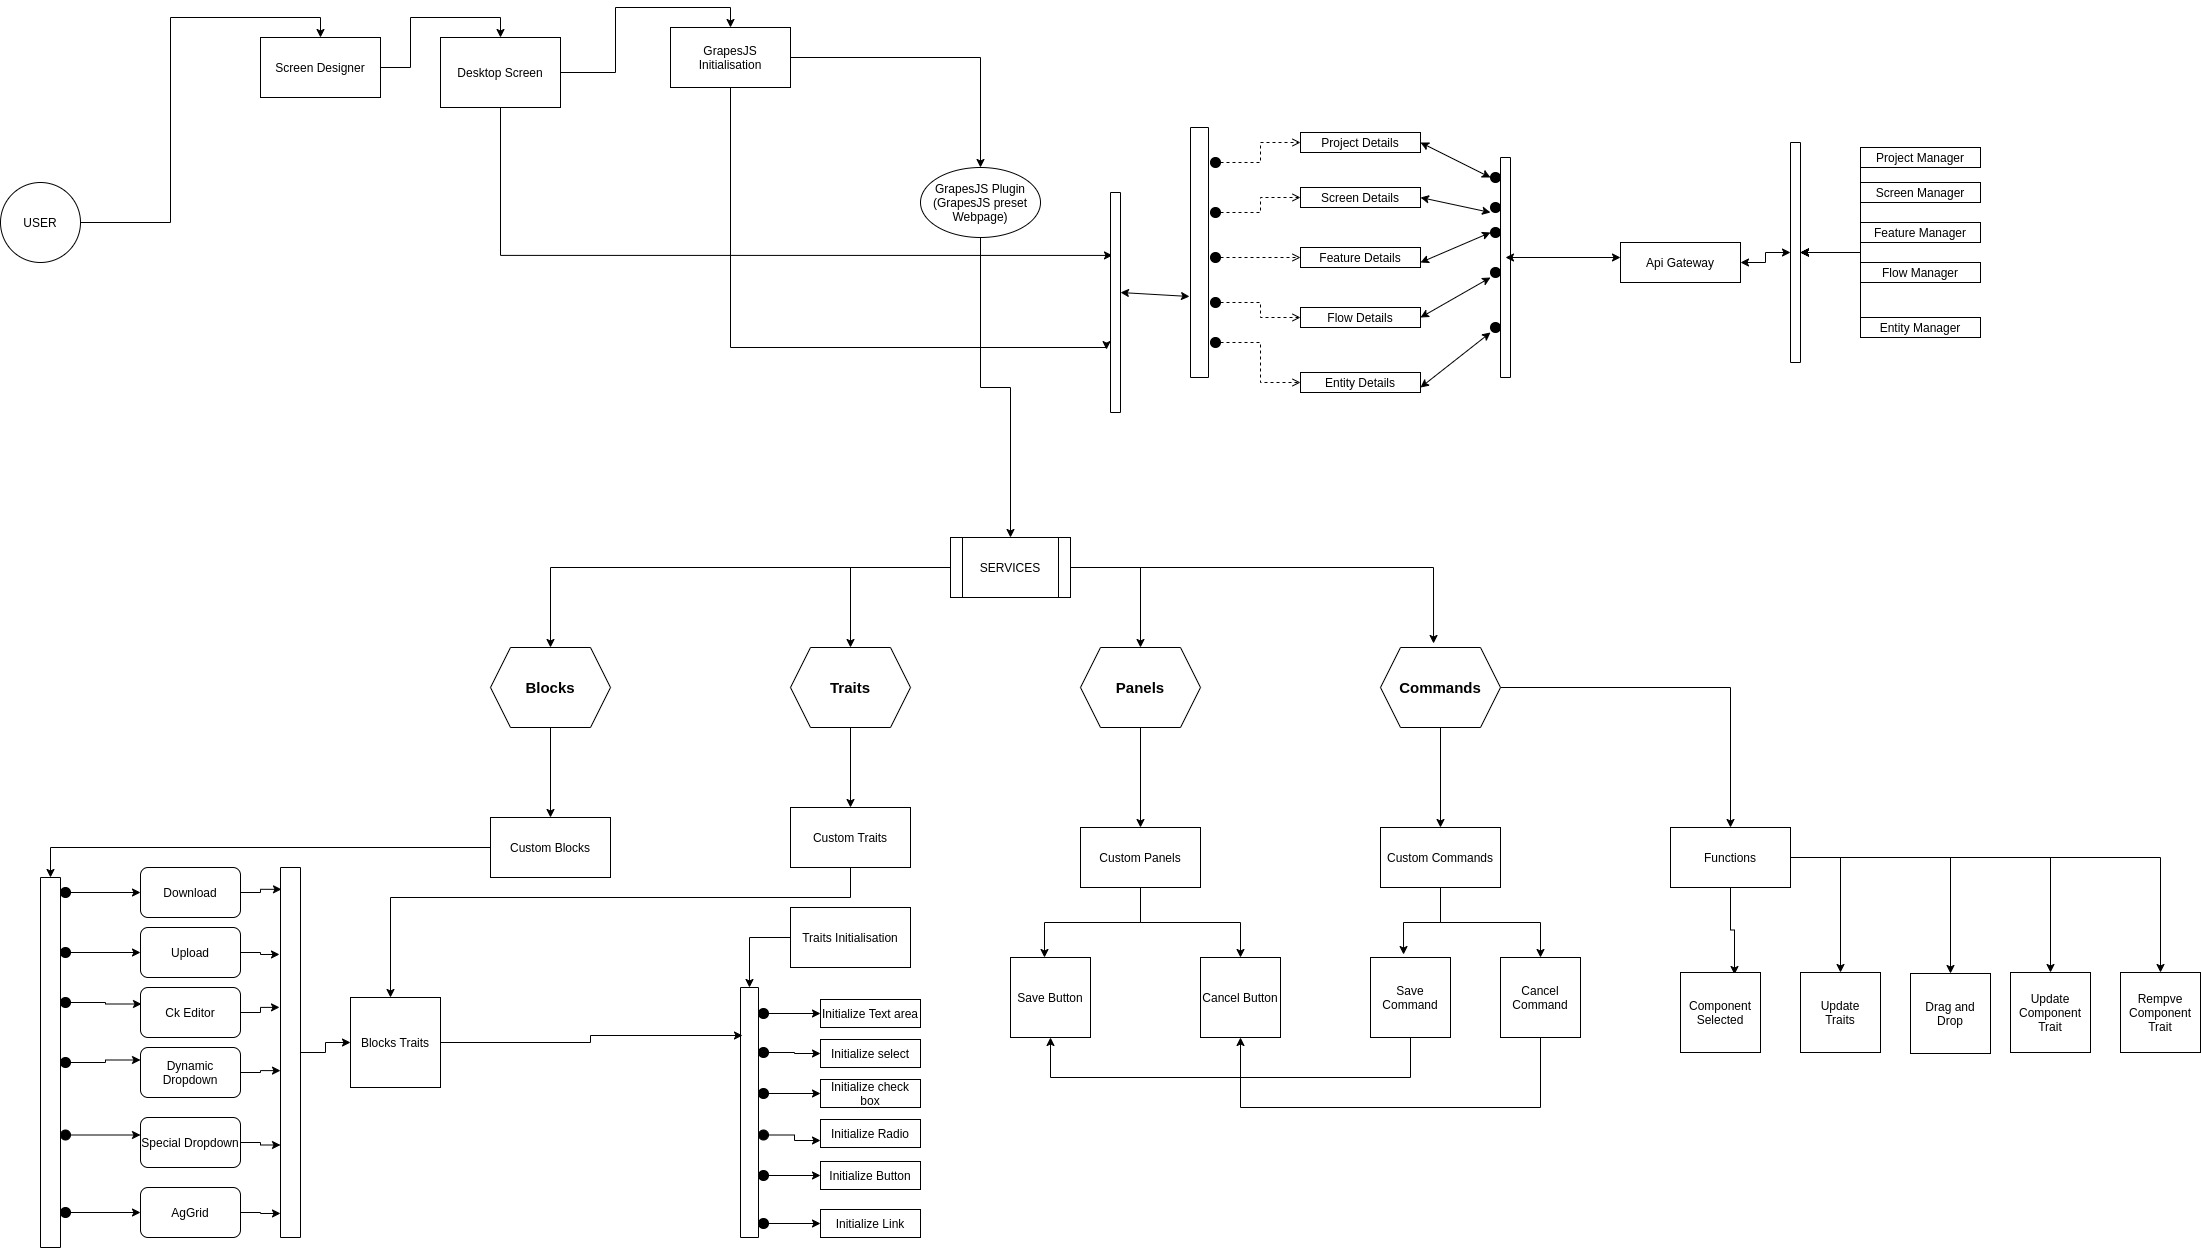 USER
Screen Designer
Desktop Screen
GrapesJS
Initialisation
GrapesJS Plugin
(GrapesJS preset
Webpage)
Project Details
Screen Details
Feature Details
Flow Details
Entity Details
Api Gateway
Project Manager
Screen Manager
Feature Manager
Flow Manager
Entity Manager
SERVICES
Blocks
Traits
Panels
Commands
Custom Blocks
Custom Traits
Custom Panels
Custom Commands
Functions
Download
Upload
Ck Editor
Dynamic
Dropdown
Special Dropdown
AgGrid
Blocks Traits
Traits Initialisation
Initialize Text area
Initialize select
Initialize check
box
Initialize Radio
Initialize Button
Initialize Link
Save Button
Cancel Button
Save
Command
Cancel
Command
Component
Selected
Update
Traits
Drag and
Drop
Update
Component
Trait
Rempve
Component
Trait